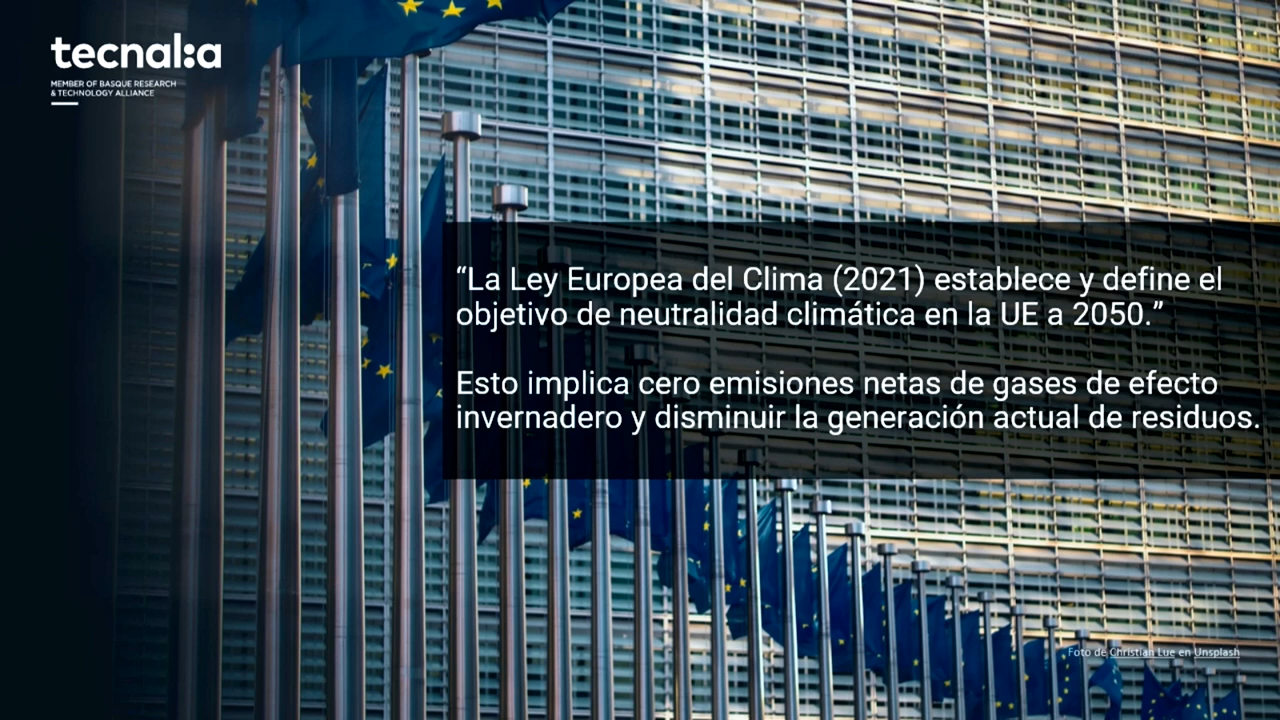 tecnal:a
MEMBER OF BASQUE RESEARCH
& TECHNOLOGY ALLIANCE
“La Ley Europea del Clima (2021) establece y define el
objetivo de neutralidad climática en la UE a 2050.”
Esto implica cero emisiones netas de gases de efecto
invernadero y disminuir la generación actual de residuos.
Foto de Christian Lue en Unsplash